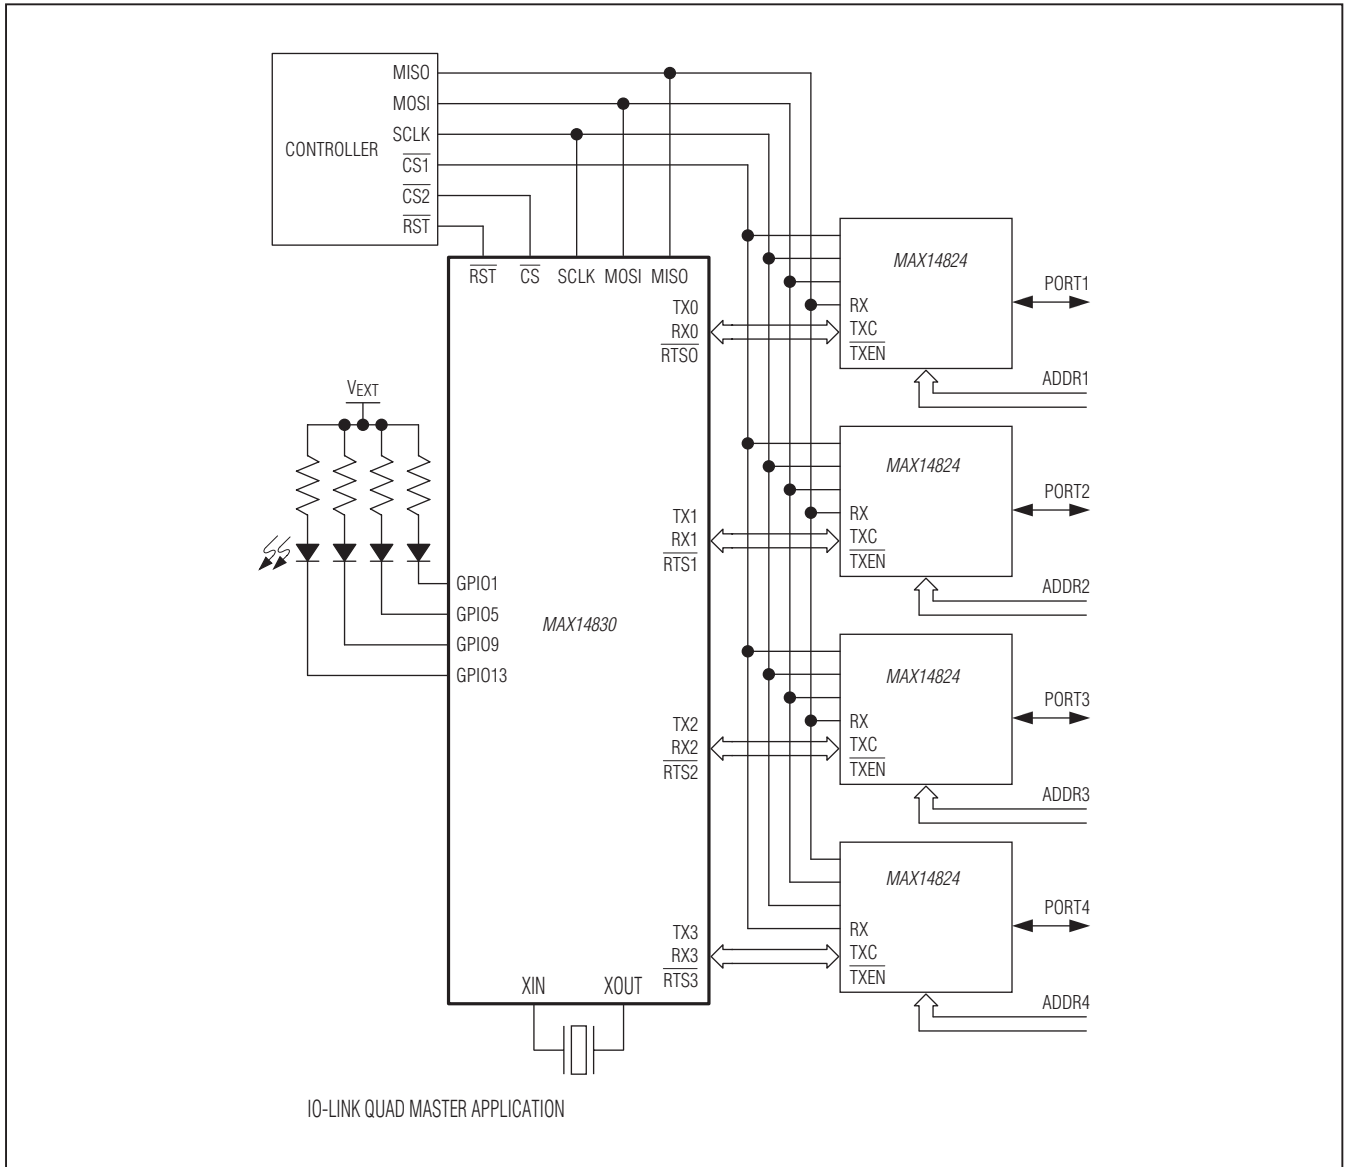 CONTROLLER
MISO
MOSI
SCLK
CS1
CS2
RST
RST CS SCLK MOSI MISO
TX0
RX0
RTS0
MAX14824
RX
TXC
TXEN
PORT1
ADDR1
VEXT
GPIO1
GPIO5
GPIO9
GPIO13
MAX14830
TX1
RX1
RTS1
MAX14824
RX
TXC
TXEN
PORT2
ADDR2
TX2
RX2
RTS2
MAX14824
RX
TXC
TXEN
PORT3
ADDR3
TX3
RX3
RTS3
MAX14824
RX
TXC
TXEN
PORT4
ADDR4
XIN XOUT
IO-LINK QUAD MASTER APPLICATION